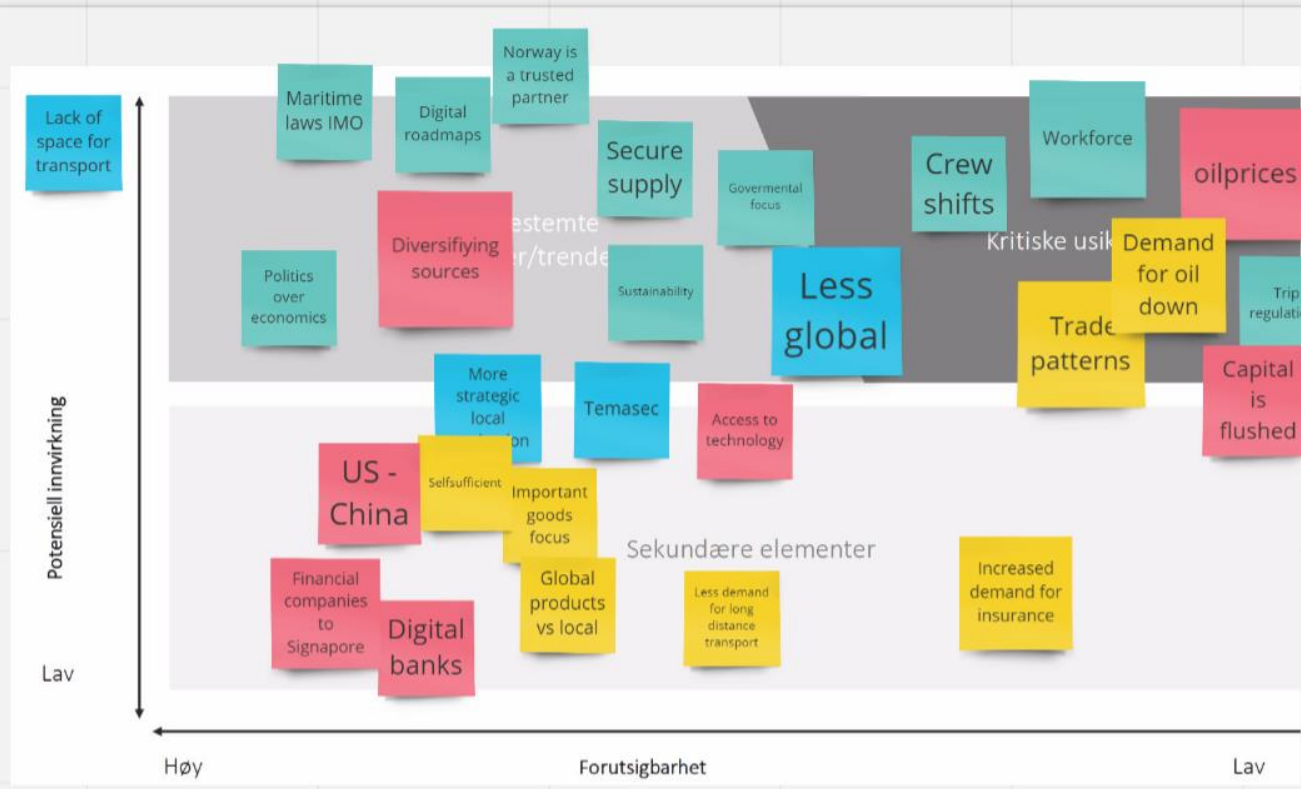 Lack of
space for
transport
Maritime
laws IMO
Digital
roadmaps
Norway is
a trusted
partner
Secure
supply
Govermental
focus
Crew
shifts
Workforce
oilprices
Politics
over
economics
Diversifiying
sources
Sustainability
Less
global
Kritiske
Trade
patterns
Demand
for oil
down
Trip
Capital
is
flushed
More
strategic
local
Temasec
Access to
technology
US -
China
Selfsufficient
Important
goods
focus
Sekundære elementer
Financial
companies
to
Signapore
Digital
banks
Global
products
vs local
Less demand
for long
distance
transport
Increased
demand for
insurance
Potensiell innvirkning
Lav
Høy
Forutsigbarhet
Lav